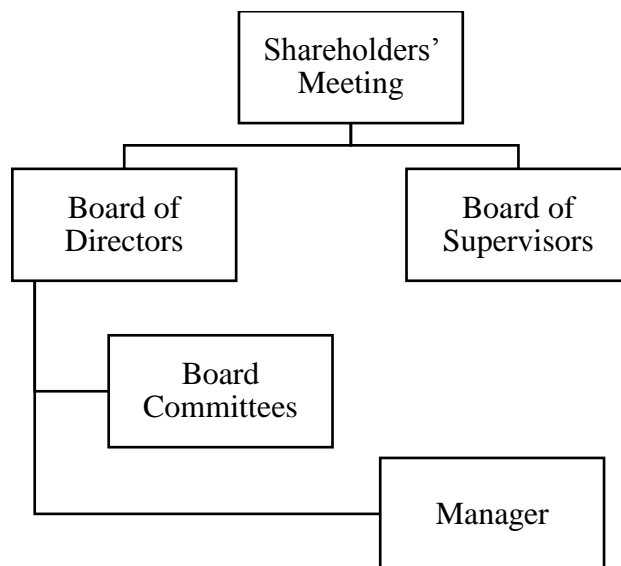 Shareholders’
Meeting
Board of
Directors
Board of
Supervisors
Board
Committees
Manager